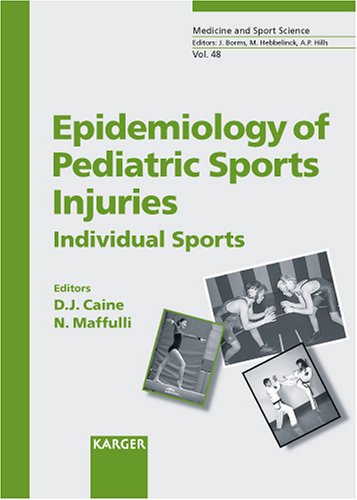 Medicine and Sport Science
Editors: J. Borms, M. Hebbelinck, A.P. Hills
Vol. 48
Epidemiology of
Pediatric Sports
Injuries
Individual Sports
Editors
D.J. Caine
N. Maffulli
KARGER